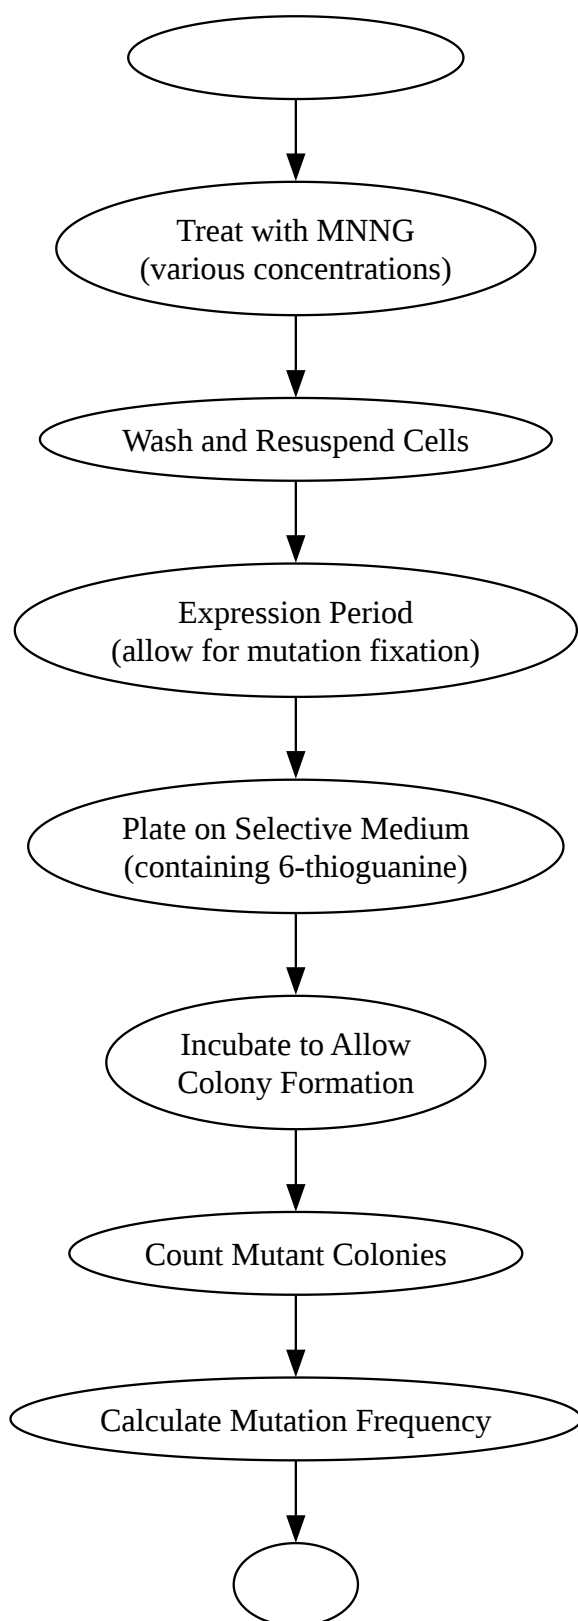 Treat with MNNG
(various concentrations)
Wash and Resuspend Cells
Expression Period
(allow for mutation fixation)
Plate on Selective Medium
(containing 6-thioguanine)
Incubate to Allow
Colony Formation
Count Mutant Colonies
Calculate Mutation Frequency